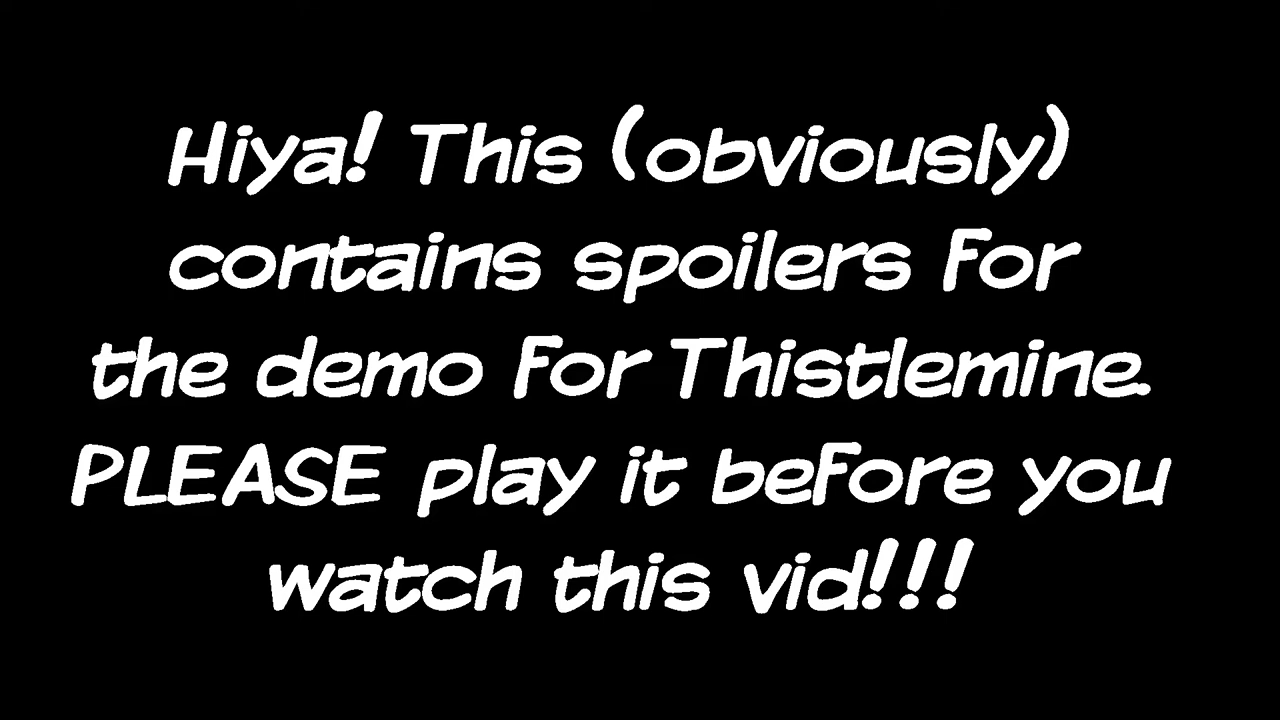 Hiya! This (obviously)
contains spoilers for
the demo for Thistlemine.
PLEASE play it before you
watch this vid!!!